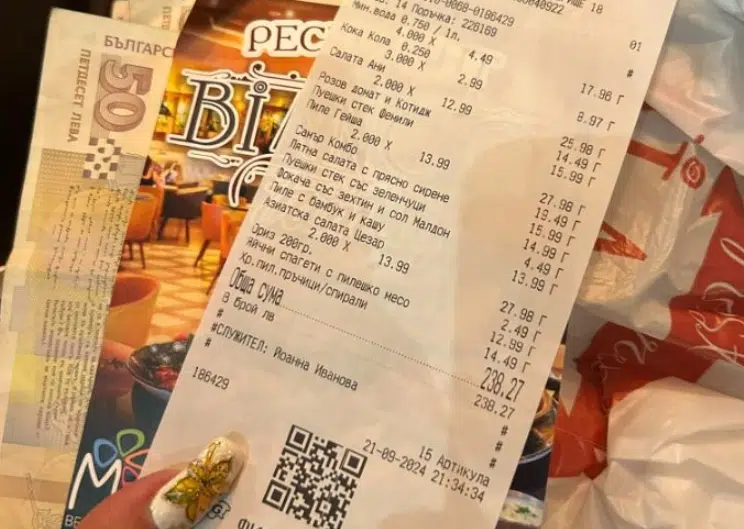 БЪЛГАРС
ПЕТДЕСЕТ ЛЕВА
50
РЕС
0068-0186429
14 Поръчка: 226169
01
Мин.вода 0.750 / 1л.
#
4.000 X 4.49
17.96 Г
Кока Кола 0.250
3.000 X 2.99
8.97 Г
Салата Ани
2.000 X 12.99
25.98 Г
Розов донат и Котидж
14.49 Г
Пуешки стек Фенили
15.99 Г
Пиле Гейша
2.000 X 13.99
27.98 Г
Самър Комбо
19.49 Г
Лятна салата с прясно сирене
15.99 Г
Пуешки стек със зеленчуци
14.99 Г
Фокача със зехтин и сол Малдон
4.49 Г
Пиле с бамбук и кашу
13.99 Г
Азиатска салата Цезар
2.000 X 13.99
27.98 Г
Ориз 200гр.
2.49 Г
Яйчни спагети с пилешко месо
12.99 Г
Хр.пил.пръчици/спирали
14.49 Г
Обща сума 238.27
В брой лв 238.27
#
#
#СЛУЖИТЕЛ: Йоанна Иванова
#
#
186429
15 Артикула
21-09-2024 21:34:34